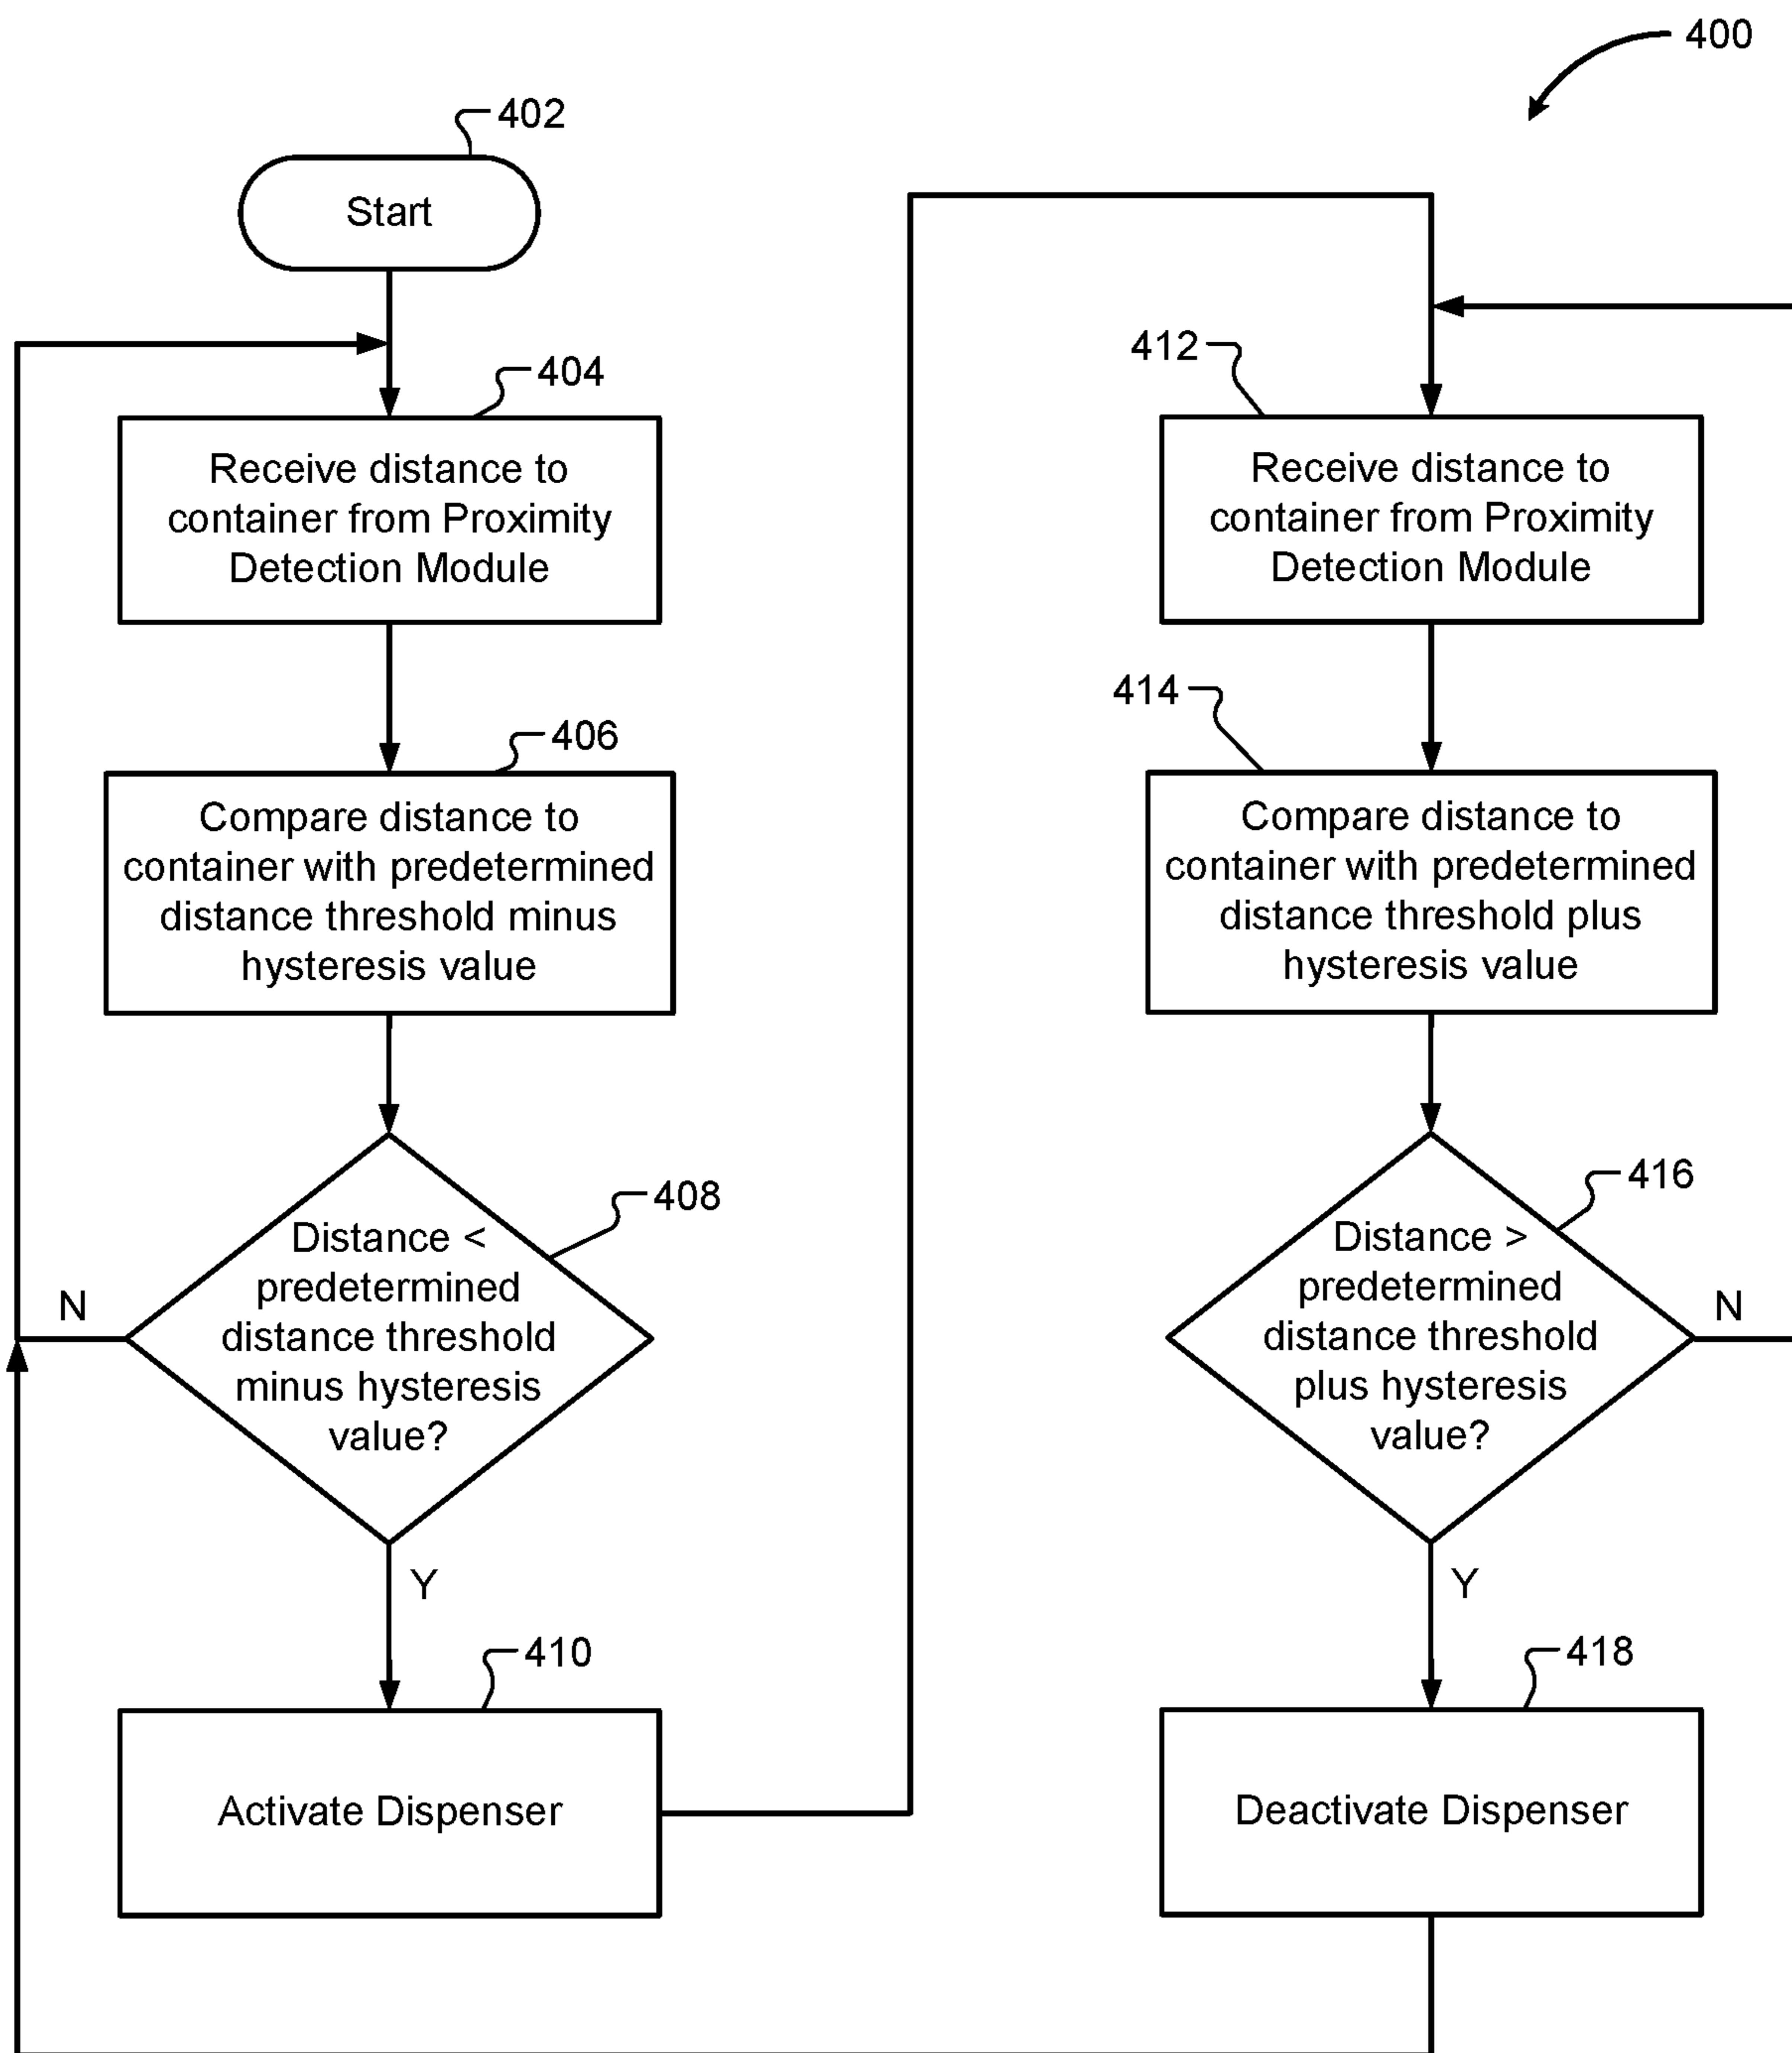 400
402
Start
404
Receive distance to
container from Proximity
Detection Module
406
Compare distance to
container with predetermined
distance threshold minus
hysteresis value
408
Distance <
predetermined
distance threshold
minus hysteresis
value?
N
Y
410
Activate Dispenser
412
Receive distance to
container from Proximity
Detection Module
414
Compare distance to
container with predetermined
distance threshold plus
hysteresis value
416
Distance >
predetermined
distance threshold
plus hysteresis
value?
N
Y
418
Deactivate Dispenser